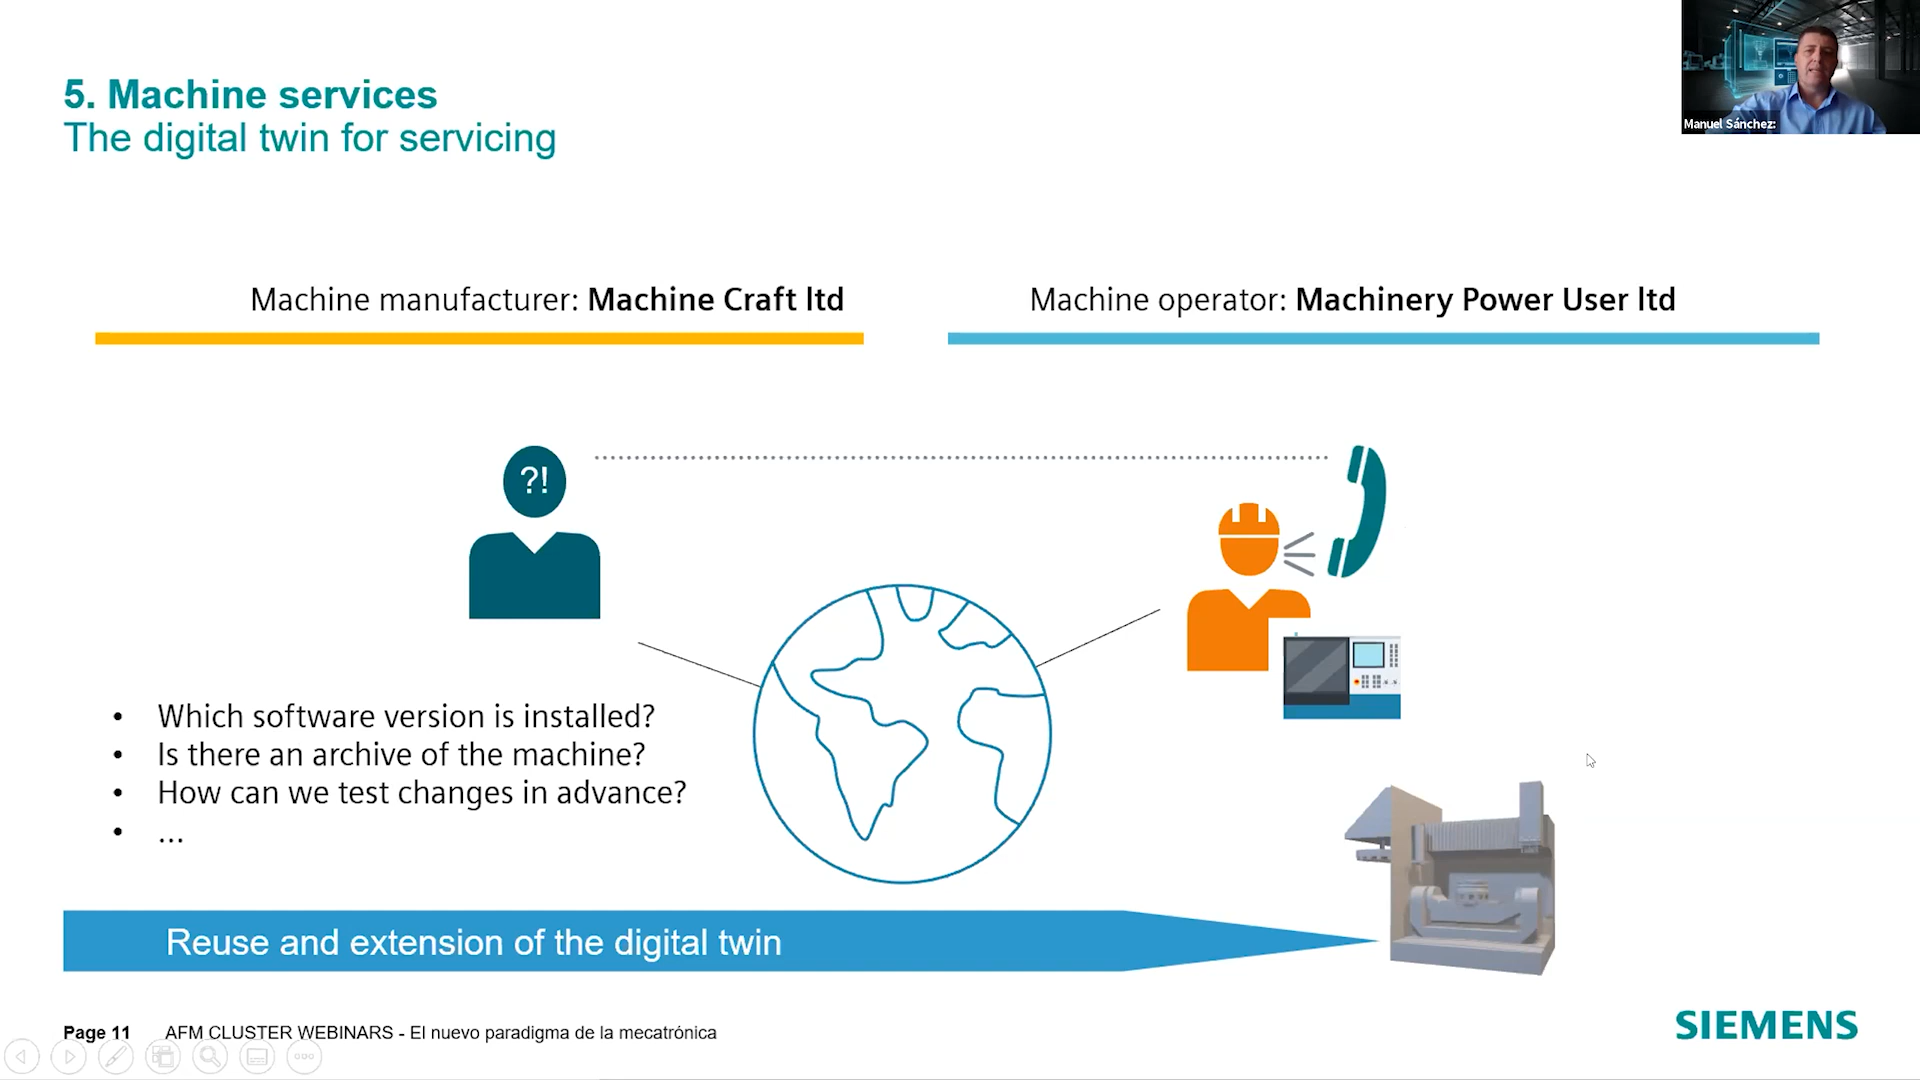 5. Machine services
The digital twin for servicing
Manuel Sánchez:
Machine manufacturer: Machine Craft ltd
Machine operator: Machinery Power User ltd
?!
• Which software version is installed?
• Is there an archive of the machine?
• How can we test changes in advance?
• ...
Reuse and extension of the digital twin
Page 11 AFM CLUSTER WEBINARS - El nuevo paradigma de la mecatrónica
SIEMENS